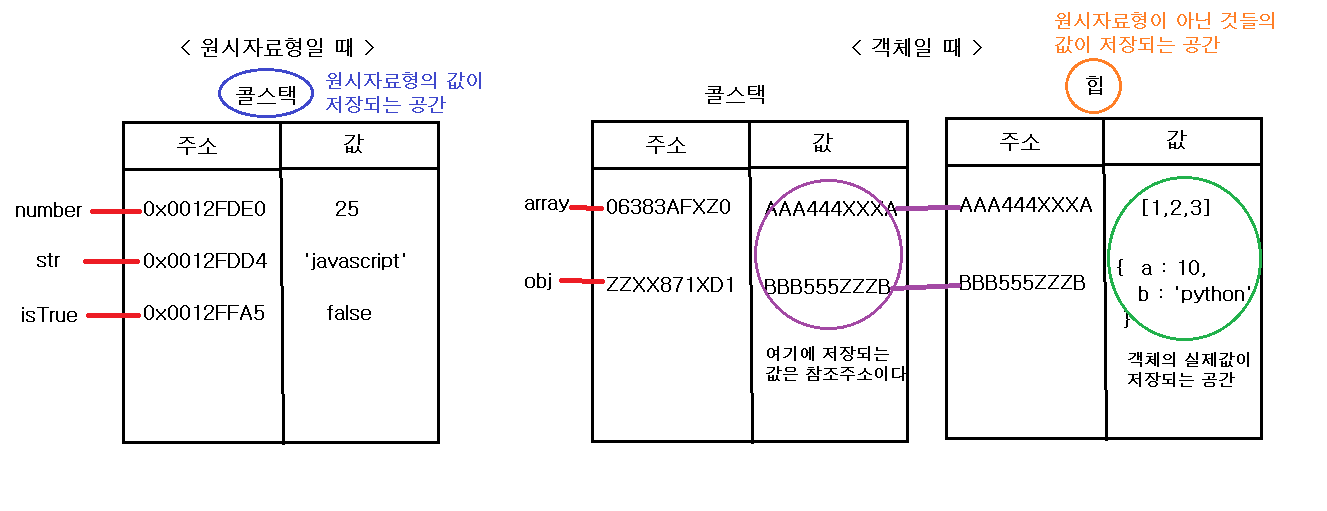 < 원시자료형일 때 >
콜스택
원시자료형의 값이
저장되는 공간
주소 값
number 0x0012FDE0 25
str 0x0012FDD4 'javascript'
isTrue 0x0012FFA5 false
< 객체일 때 >
원시자료형이 아닌 것들의
값이 저장되는 공간
콜스택
힙
주소 값
array 06383AFXZ0 AAA444XXXA
obj ZZXX871XD1 BBB555ZZZB
여기에 저장되는
값은 참조주소이다
주소 값
AAA444XXXA [1,2,3]
BBB555ZZZB { a : 10,
b : 'python'
}
객체의 실제값이
저장되는 공간